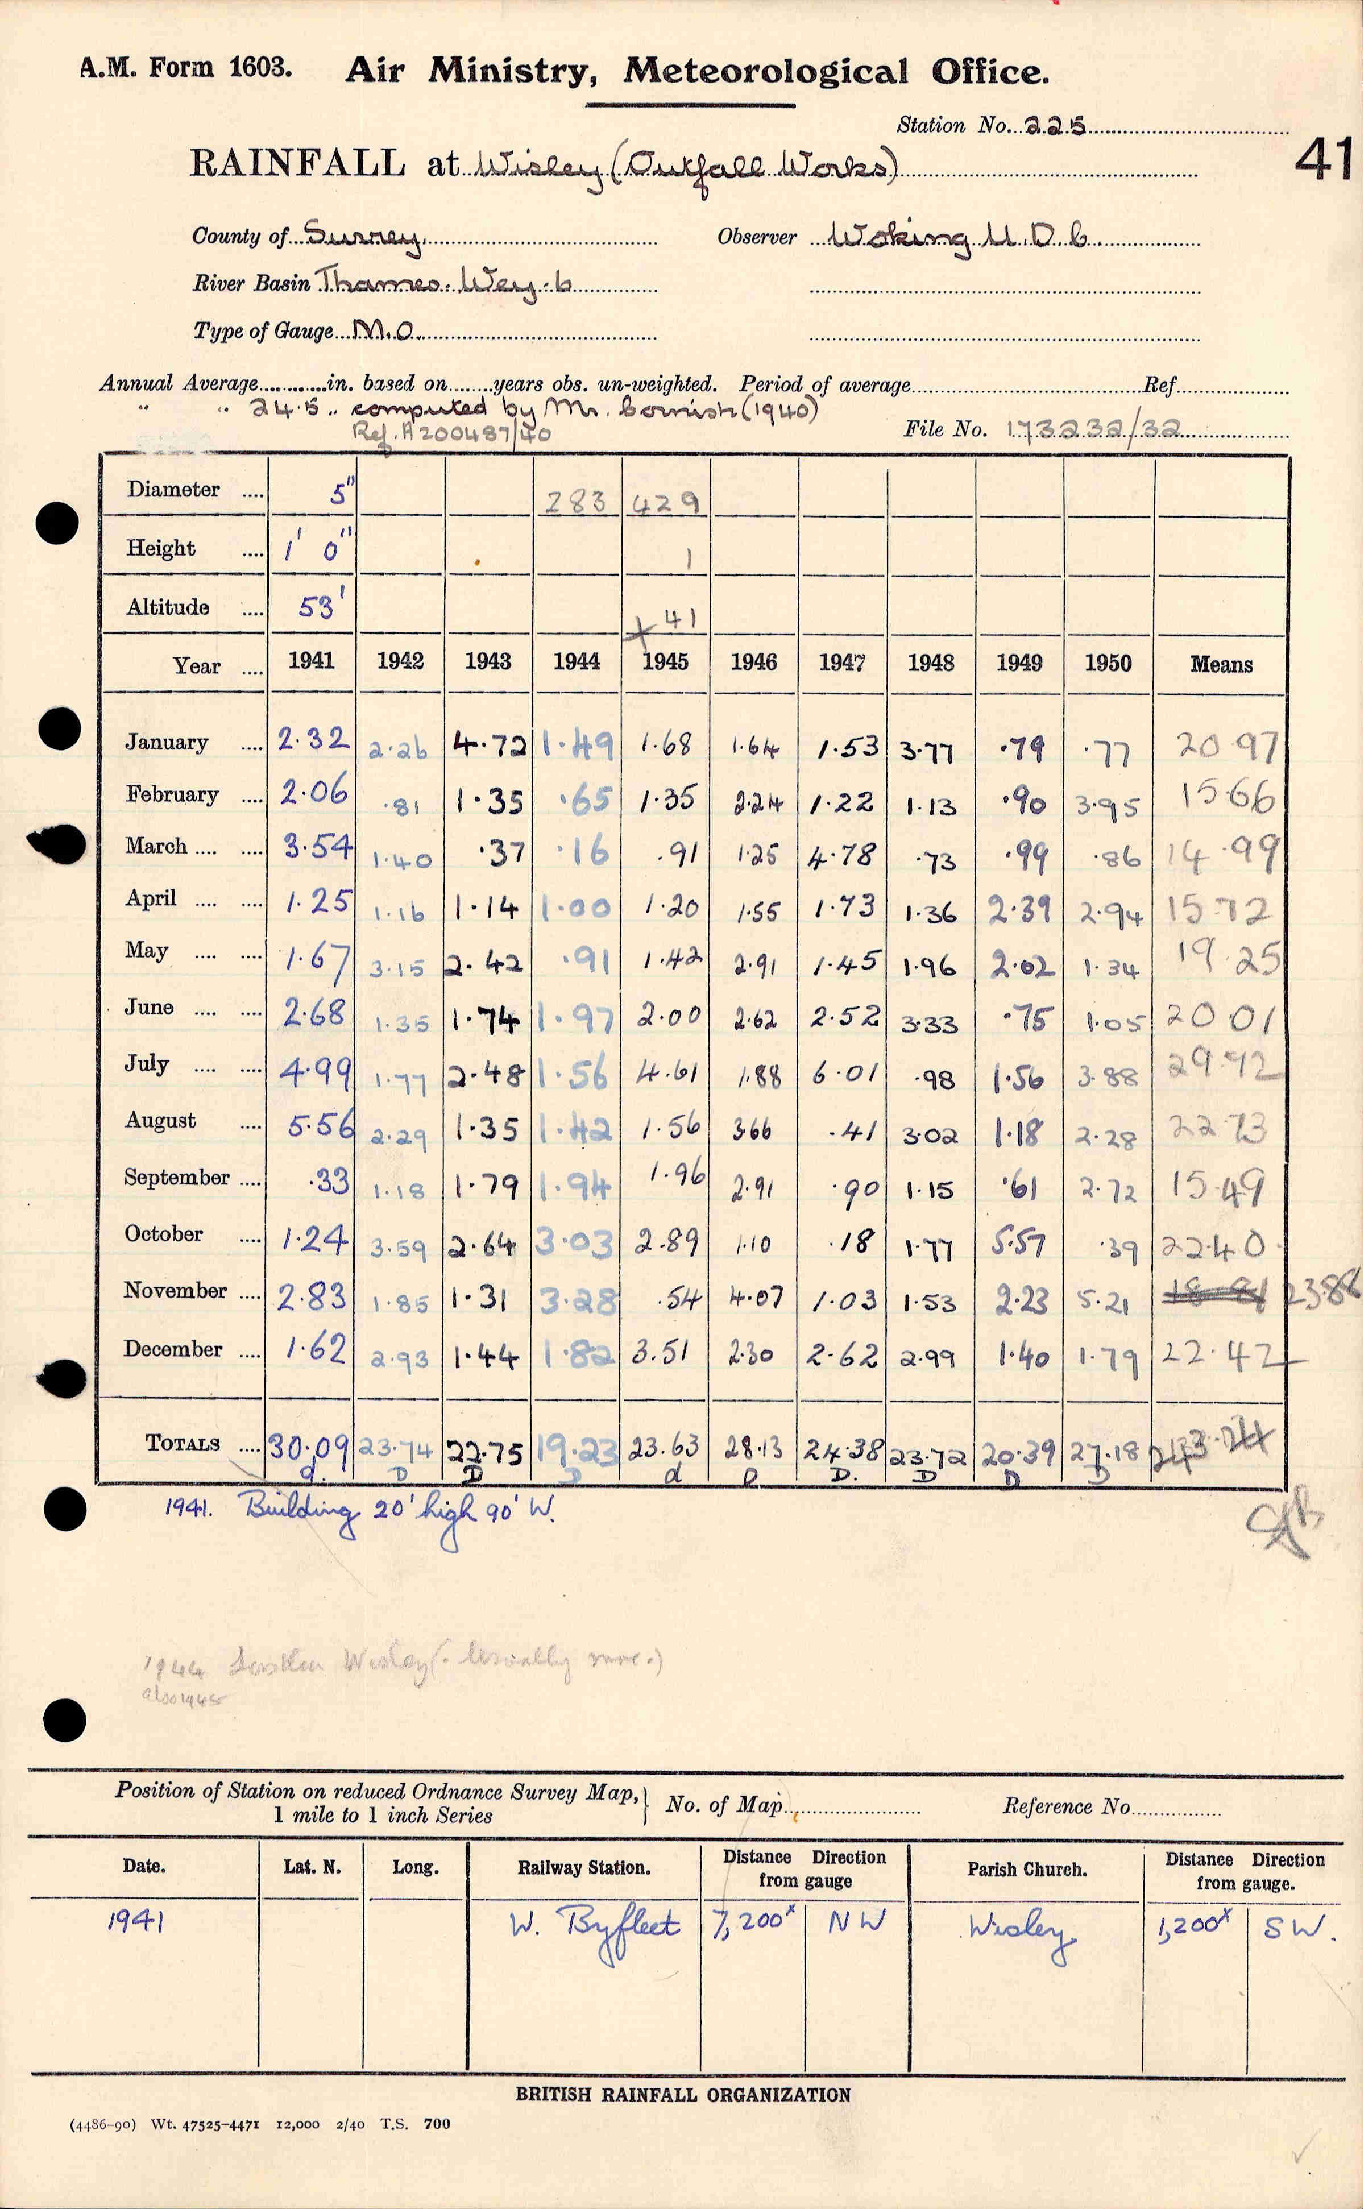 A.M. Form 1603. Air Ministry, Meteorological Office.
Station No. 225
41
RAINFALL at Wisley (Outfall Works)
County of Surrey. Observer Woking U.D.C.
River Basin Thames. Wey. b
Type of Gauge M.O.
Annual Average in. based on years obs. un-weighted. Period of average Ref.
" " 24.5 " computed by Mr. Cornish (1940)
Ref. A200487/40 File No. 173232/32
Diameter 5" 283 429
Height 1' 0" 1
Altitude 53' 41
Year 1941 1942 1943 1944 1945 1946 1947 1948 1949 1950 Means
January 2.32 2.26 4.72 1.49 1.68 1.64 1.53 3.77 .79 .77 20.97
February 2.06 .81 1.35 .65 1.35 2.24 1.22 1.13 .90 3.95 15.66
March 3.54 1.40 .37 .16 .91 1.25 4.78 .73 .99 .86 14.99
April 1.25 1.16 1.14 1.00 1.20 1.55 1.73 1.36 2.39 2.94 15.72
May 1.67 3.15 2.42 .91 1.42 2.91 1.45 1.96 2.02 1.34 19.25
June 2.68 1.35 1.74 1.97 2.00 2.62 2.52 3.33 .75 1.05 20.01
July 4.99 1.77 2.48 1.56 4.61 1.88 6.01 .98 1.56 3.88 29.72
August 5.56 2.29 1.35 1.42 1.56 3.66 .41 3.02 1.18 2.28 22.73
September .33 1.18 1.79 1.94 1.96 2.91 .90 1.15 .61 2.72 15.49
October 1.24 3.59 2.64 3.03 2.89 1.10 .18 1.77 5.57 .39 22.40
November 2.83 1.85 1.31 3.28 .54 4.07 1.03 1.53 2.23 5.21 18.81 23.88
December 1.62 2.93 1.44 1.82 3.51 2.30 2.62 2.99 1.40 1.79 22.42
TOTALS 30.09 23.74 22.75 19.23 23.63 28.13 24.38 23.72 20.39 27.18 243.24
d. D D D d D D. D D D
1941. Building 20' high 90' W.
1944 less than Wisley (. Usually more.)
also 1945
Position of Station on reduced Ordnance Survey Map, No. of Map Reference No.
1 mile to 1 inch Series
Date. Lat. N. Long. Railway Station. Distance Direction from gauge Parish Church. Distance Direction from gauge.
1941 W. Byfleet 7,200x NW Wisley 1,200x SW.
BRITISH RAINFALL ORGANIZATION
(4486-90) Wt. 47525-4471 12,000 2/40 T.S. 700